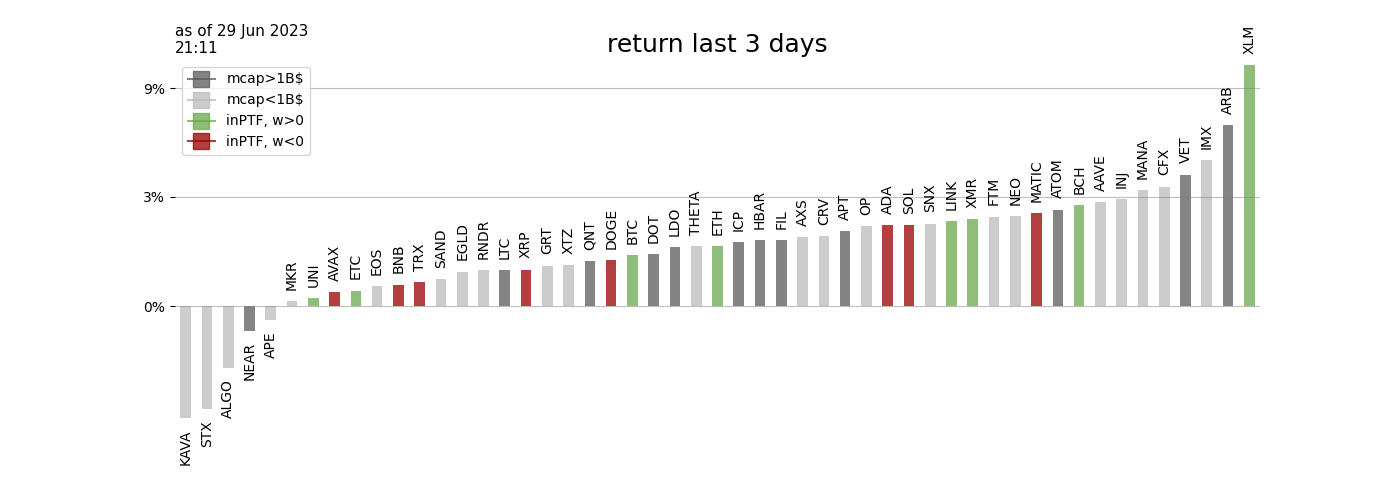 as of 29 Jun 2023
21:11
return last 3 days
mcap>1B$
mcap<1B$
inPTF, w>0
inPTF, w<0
9%
3%
0%
KAVA
STX
ALGO
NEAR
APE
MKR
UNI
AVAX
ETC
EOS
BNB
TRX
SAND
EGLD
RNDR
LTC
XRP
GRT
XTZ
QNT
DOGE
BTC
DOT
LDO
THETA
ETH
ICP
HBAR
FIL
AXS
CRV
APT
OP
ADA
SOL
SNX
LINK
XMR
FTM
NEO
MATIC
ATOM
BCH
AAVE
INJ
MANA
CFX
VET
IMX
ARB
XLM